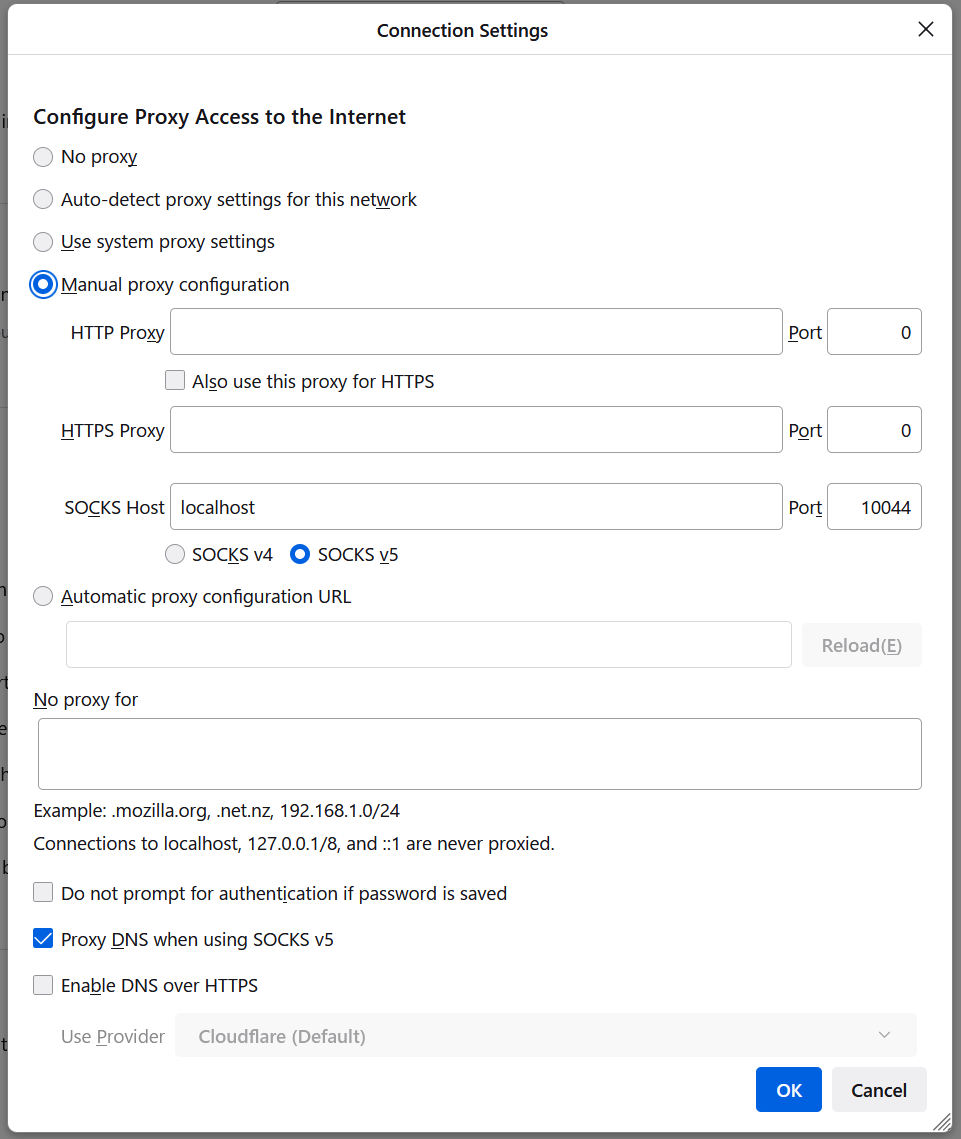 Connection Settings
Configure Proxy Access to the Internet
No proxy
Auto-detect proxy settings for this network
Use system proxy settings
Manual proxy configuration
HTTP Proxy Port 0
Also use this proxy for HTTPS
HTTPS Proxy Port 0
SOCKS Host localhost Port 10044
SOCKS v4 SOCKS v5
Automatic proxy configuration URL
Reload(E)
No proxy for
Example: .mozilla.org, .net.nz, 192.168.1.0/24
Connections to localhost, 127.0.0.1/8, and ::1 are never proxied.
Do not prompt for authentication if password is saved
Proxy DNS when using SOCKS v5
Enable DNS over HTTPS
Use Provider Cloudflare (Default)
OK Cancel